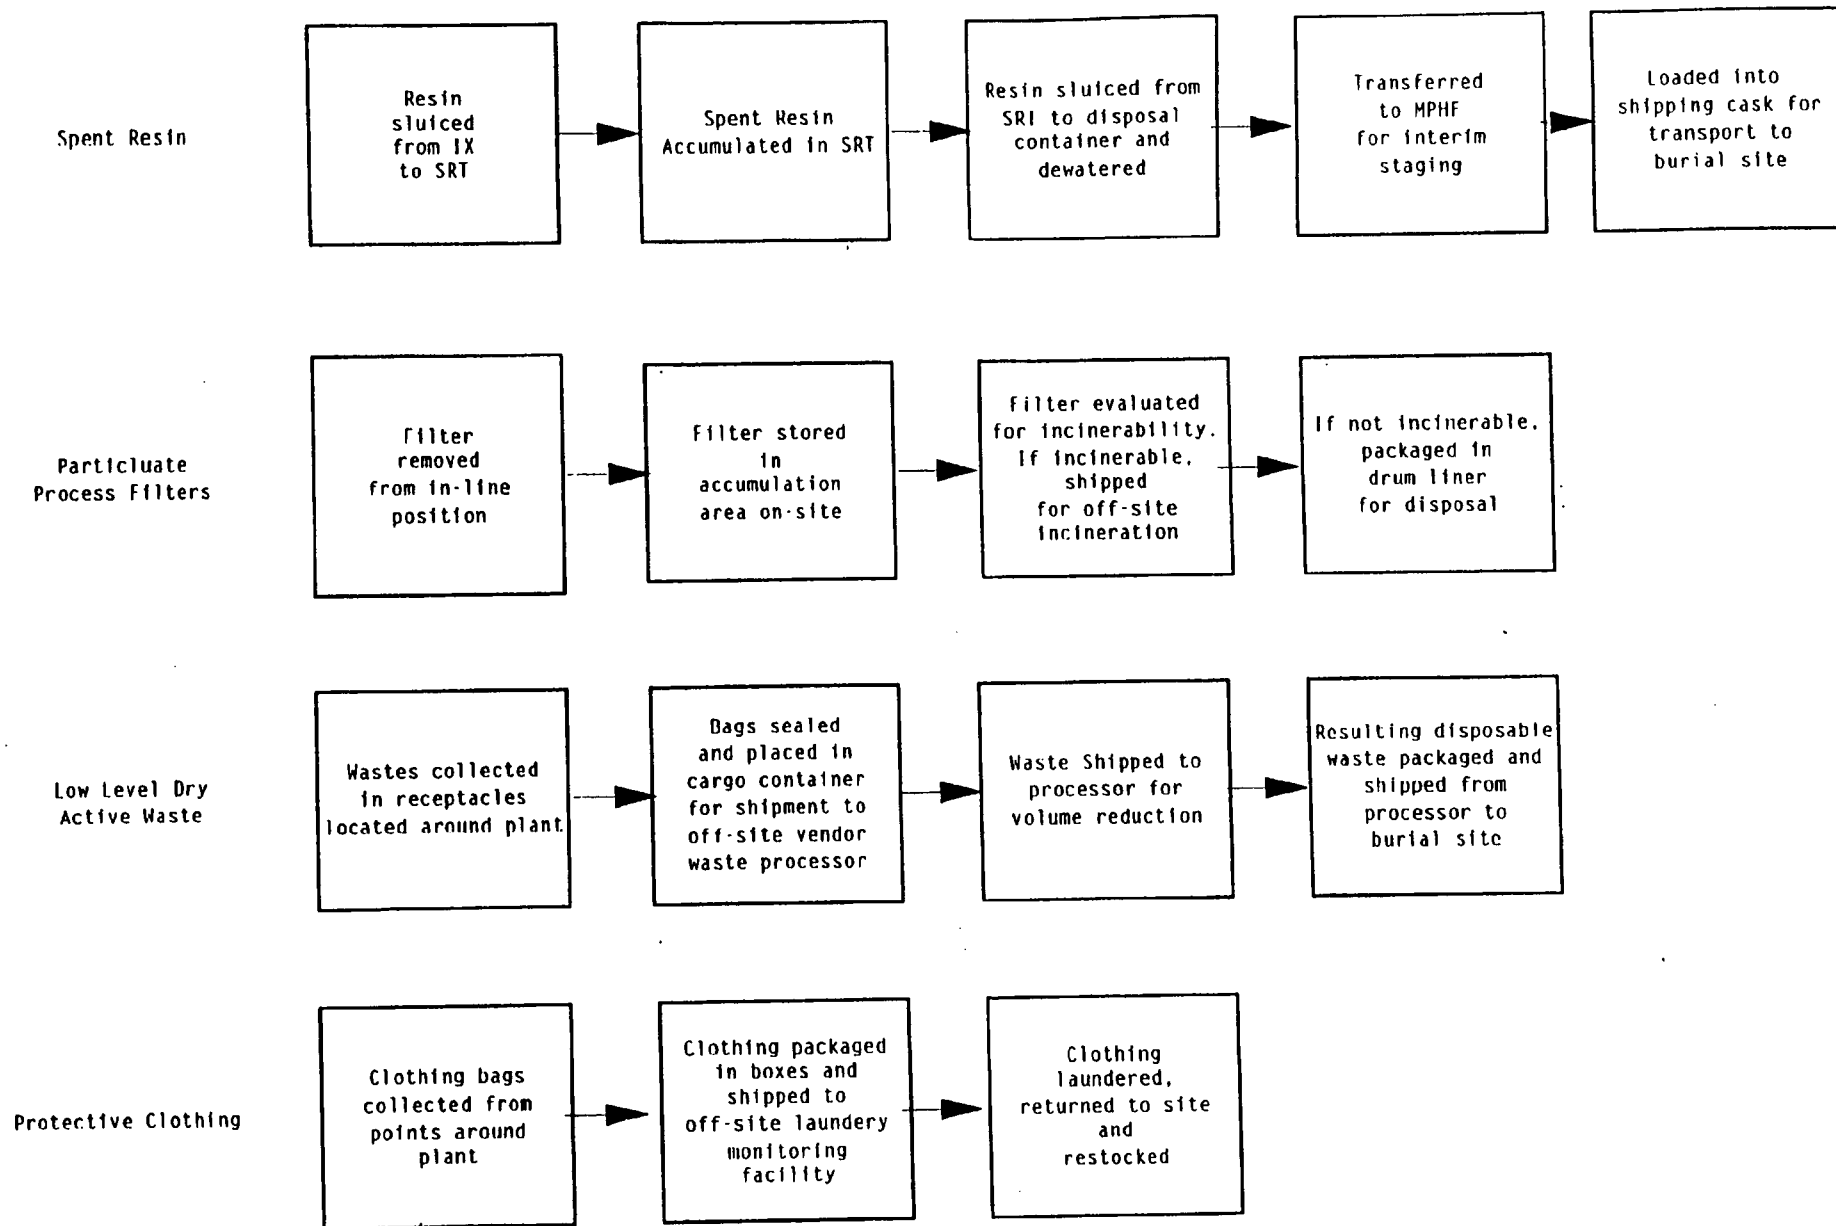 Spent Resin
Resin
sluiced
from IX
to SRT
Spent Resin
Accumulated in SRT
Resin sluiced from
SRT to disposal
container and
dewatered
Transferred
to MPHF
for interim
staging
Loaded into
shipping cask for
transport to
burial site
Particluate
Process Filters
Filter
removed
from in-line
position
Filter stored
in
accumulation
area on-site
Filter evaluated
for incinerability.
If incinerable,
shipped
for off-site
incineration
If not incinerable,
packaged in
drum liner
for disposal
Low Level Dry
Active Waste
Wastes collected
in receptacles
located around plant
Bags sealed
and placed in
cargo container
for shipment to
off-site vendor
waste processor
Waste Shipped to
processor for
volume reduction
Resulting disposable
waste packaged and
shipped from
processor to
burial site
Protective Clothing
Clothing bags
collected from
points around
plant
Clothing packaged
in boxes and
shipped to
off-site laundery
monitoring
facility
Clothing
laundered,
returned to site
and
restocked